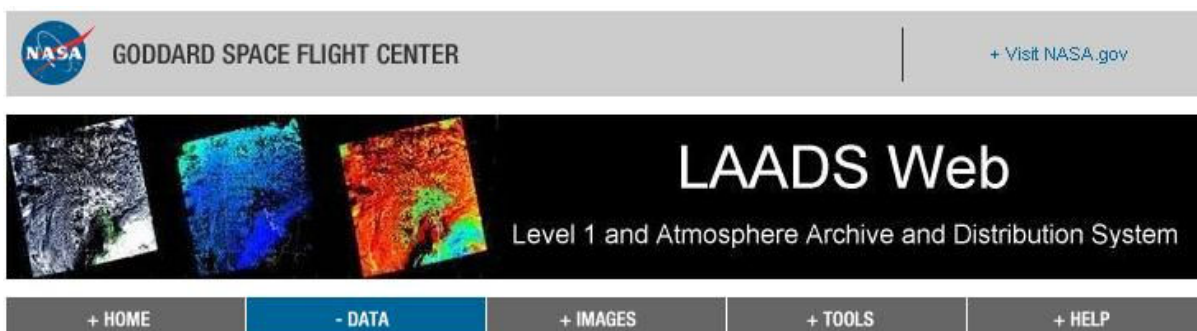 NASA
GODDARD SPACE FLIGHT CENTER
+ Visit NASA.gov
LAADS Web
Level 1 and Atmosphere Archive and Distribution System
+ HOME
- DATA
+ IMAGES
+ TOOLS
+ HELP